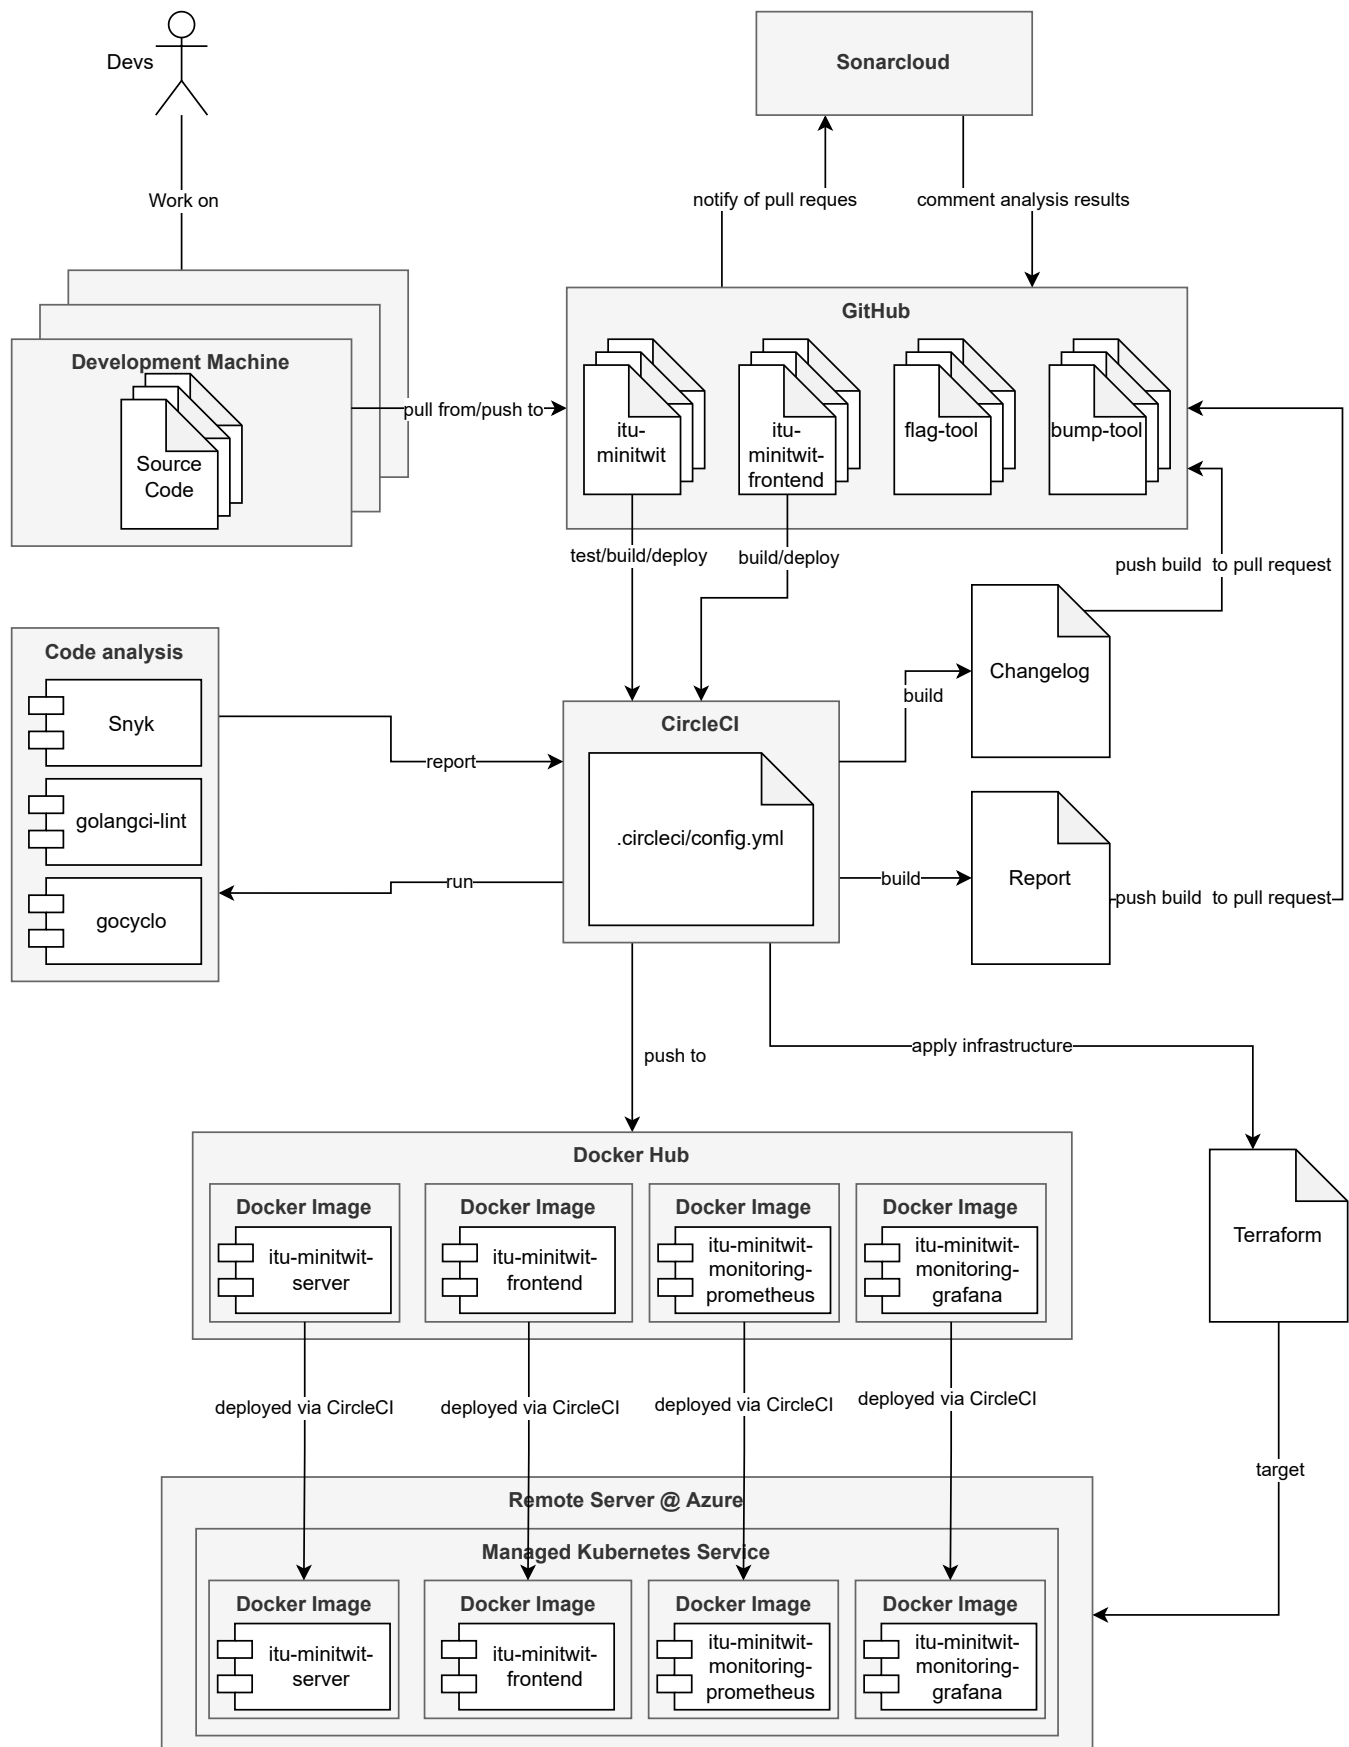 Devs
Sonarcloud
Work on
notify of pull reques
comment analysis results
GitHub
Development Machine
Source
Code
pull from/push to
itu-
minitwit
itu-
minitwit-
frontend
flag-tool
bump-tool
test/build/deploy
build/deploy
push build  to pull request
Code analysis
Snyk
golangci-lint
gocyclo
report
run
CircleCI
.circleci/config.yml
build
Changelog
build
Report
push build  to pull request
push to
apply infrastructure
Docker Hub
Docker Image
itu-minitwit-
server
Docker Image
itu-minitwit-
frontend
Docker Image
itu-minitwit-
monitoring-
prometheus
Docker Image
itu-minitwit-
monitoring-
grafana
Terraform
deployed via CircleCI
deployed via CircleCI
deployed via CircleCI
deployed via CircleCI
target
Remote Server @ Azure
Managed Kubernetes Service
Docker Image
itu-minitwit-
server
Docker Image
itu-minitwit-
frontend
Docker Image
itu-minitwit-
monitoring-
prometheus
Docker Image
itu-minitwit-
monitoring-
grafana